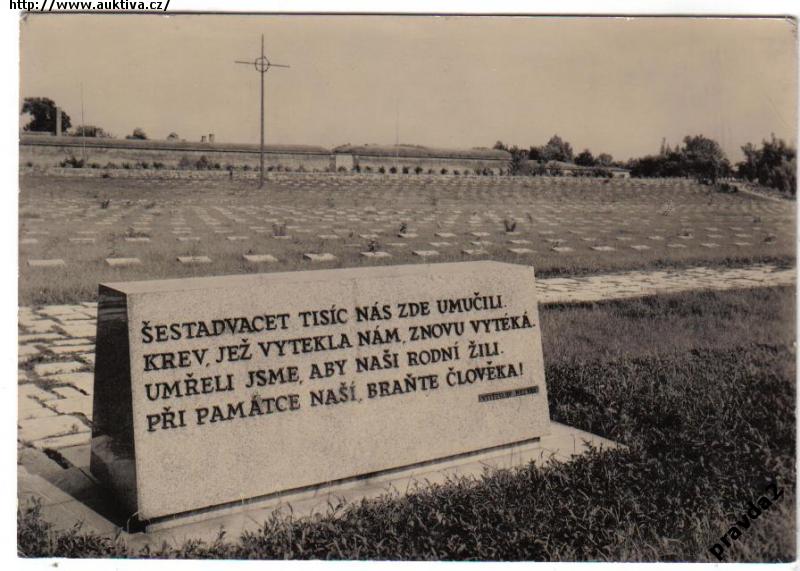 http://www.auktiva.cz/
ŠESTADVACET TISÍC NÁS ZDE UMUČILI.
KREV, JEŽ VYTEKLA NÁM, ZNOVU VYTÉKÁ.
UMŘELI JSME, ABY NAŠI RODNÍ ŽILI.
PŘI PAMÁTCE NAŠÍ, BRAŇTE ČLOVĚKA!
pravdaZ